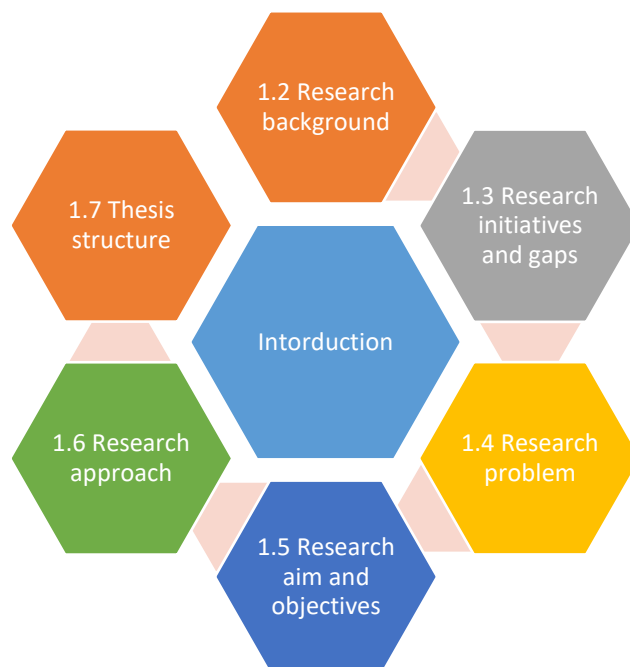 1.2 Research
background
1.3 Research
initiatives
and gaps
1.4 Research
problem
1.5 Research
aim and
objectives
1.6 Research
approach
1.7 Thesis
structure
Intorduction